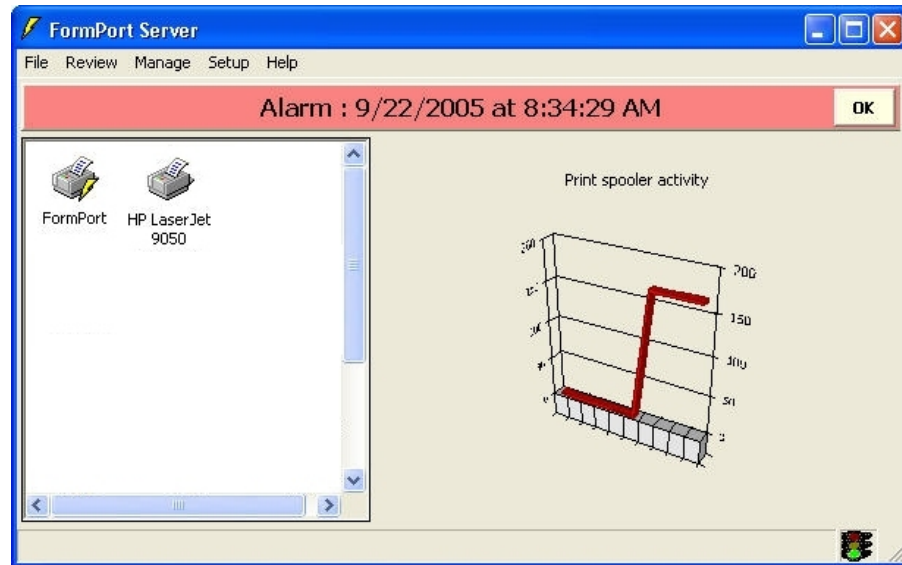 FormPort Server
File Review Manage Setup Help
Alarm : 9/22/2005 at 8:34:29 AM
OK
FormPort
HP LaserJet
9050
Print spooler activity
200
150
100
50